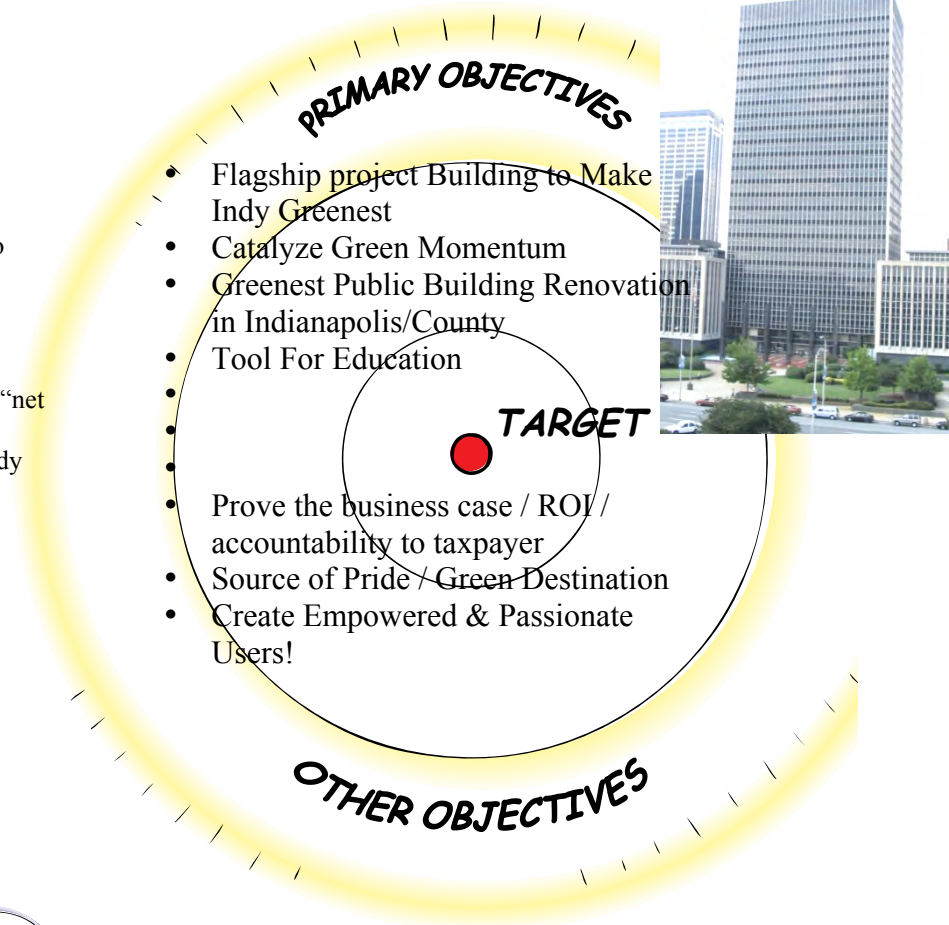 PRIMARY OBJECTIVES
• Flagship project Building to Make
Indy Greenest
• Catalyze Green Momentum
• Greenest Public Building Renovation
in Indianapolis/County
• Tool For Education
“net
•
TARGET
•
•
• Prove the business case / ROI /
accountability to taxpayer
• Source of Pride / Green Destination
• Create Empowered & Passionate
Users!
OTHER OBJECTIVES